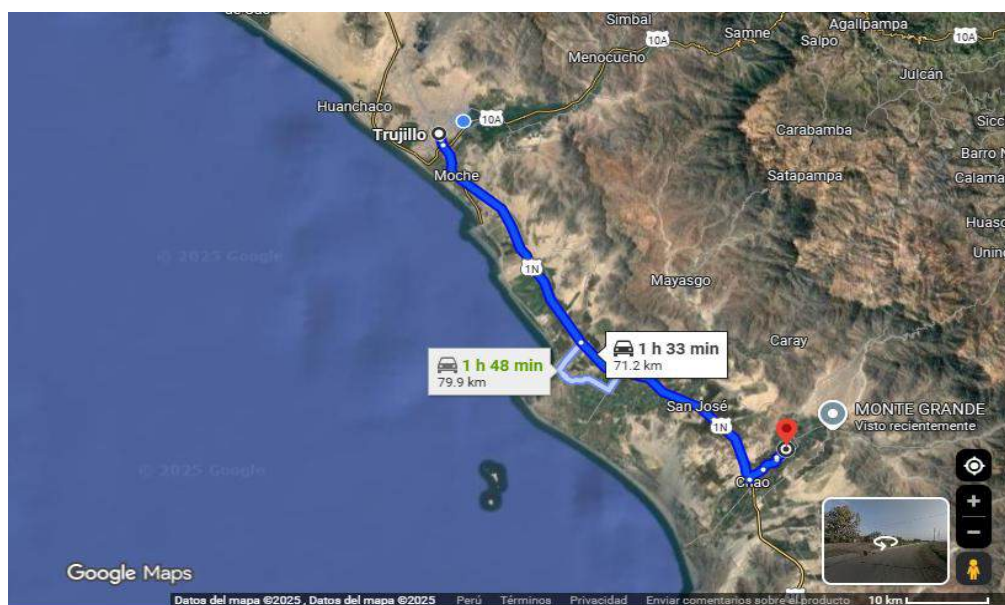 de Cao
Simbal
Samne
Agallpampa
10A
Salpo
10A
Menocucho
Julcán
Huanchaco
10A
Sicc
Trujillo
Carabamba
Barro N
Moche
Satapampa
Calama
Huaso
© 2025 Google
1N
Unin
Mayasgo
1 h 48 min
79.9 km
1 h 33 min
71.2 km
Caray
San José
MONTE GRANDE
Visto recientemente
1N
© 2025 Google
Chao
Google Maps
Datos del mapa ©2025 , Datos del mapa ©2025 Perú Términos Privacidad Enviar comentarios sobre el producto 10 km